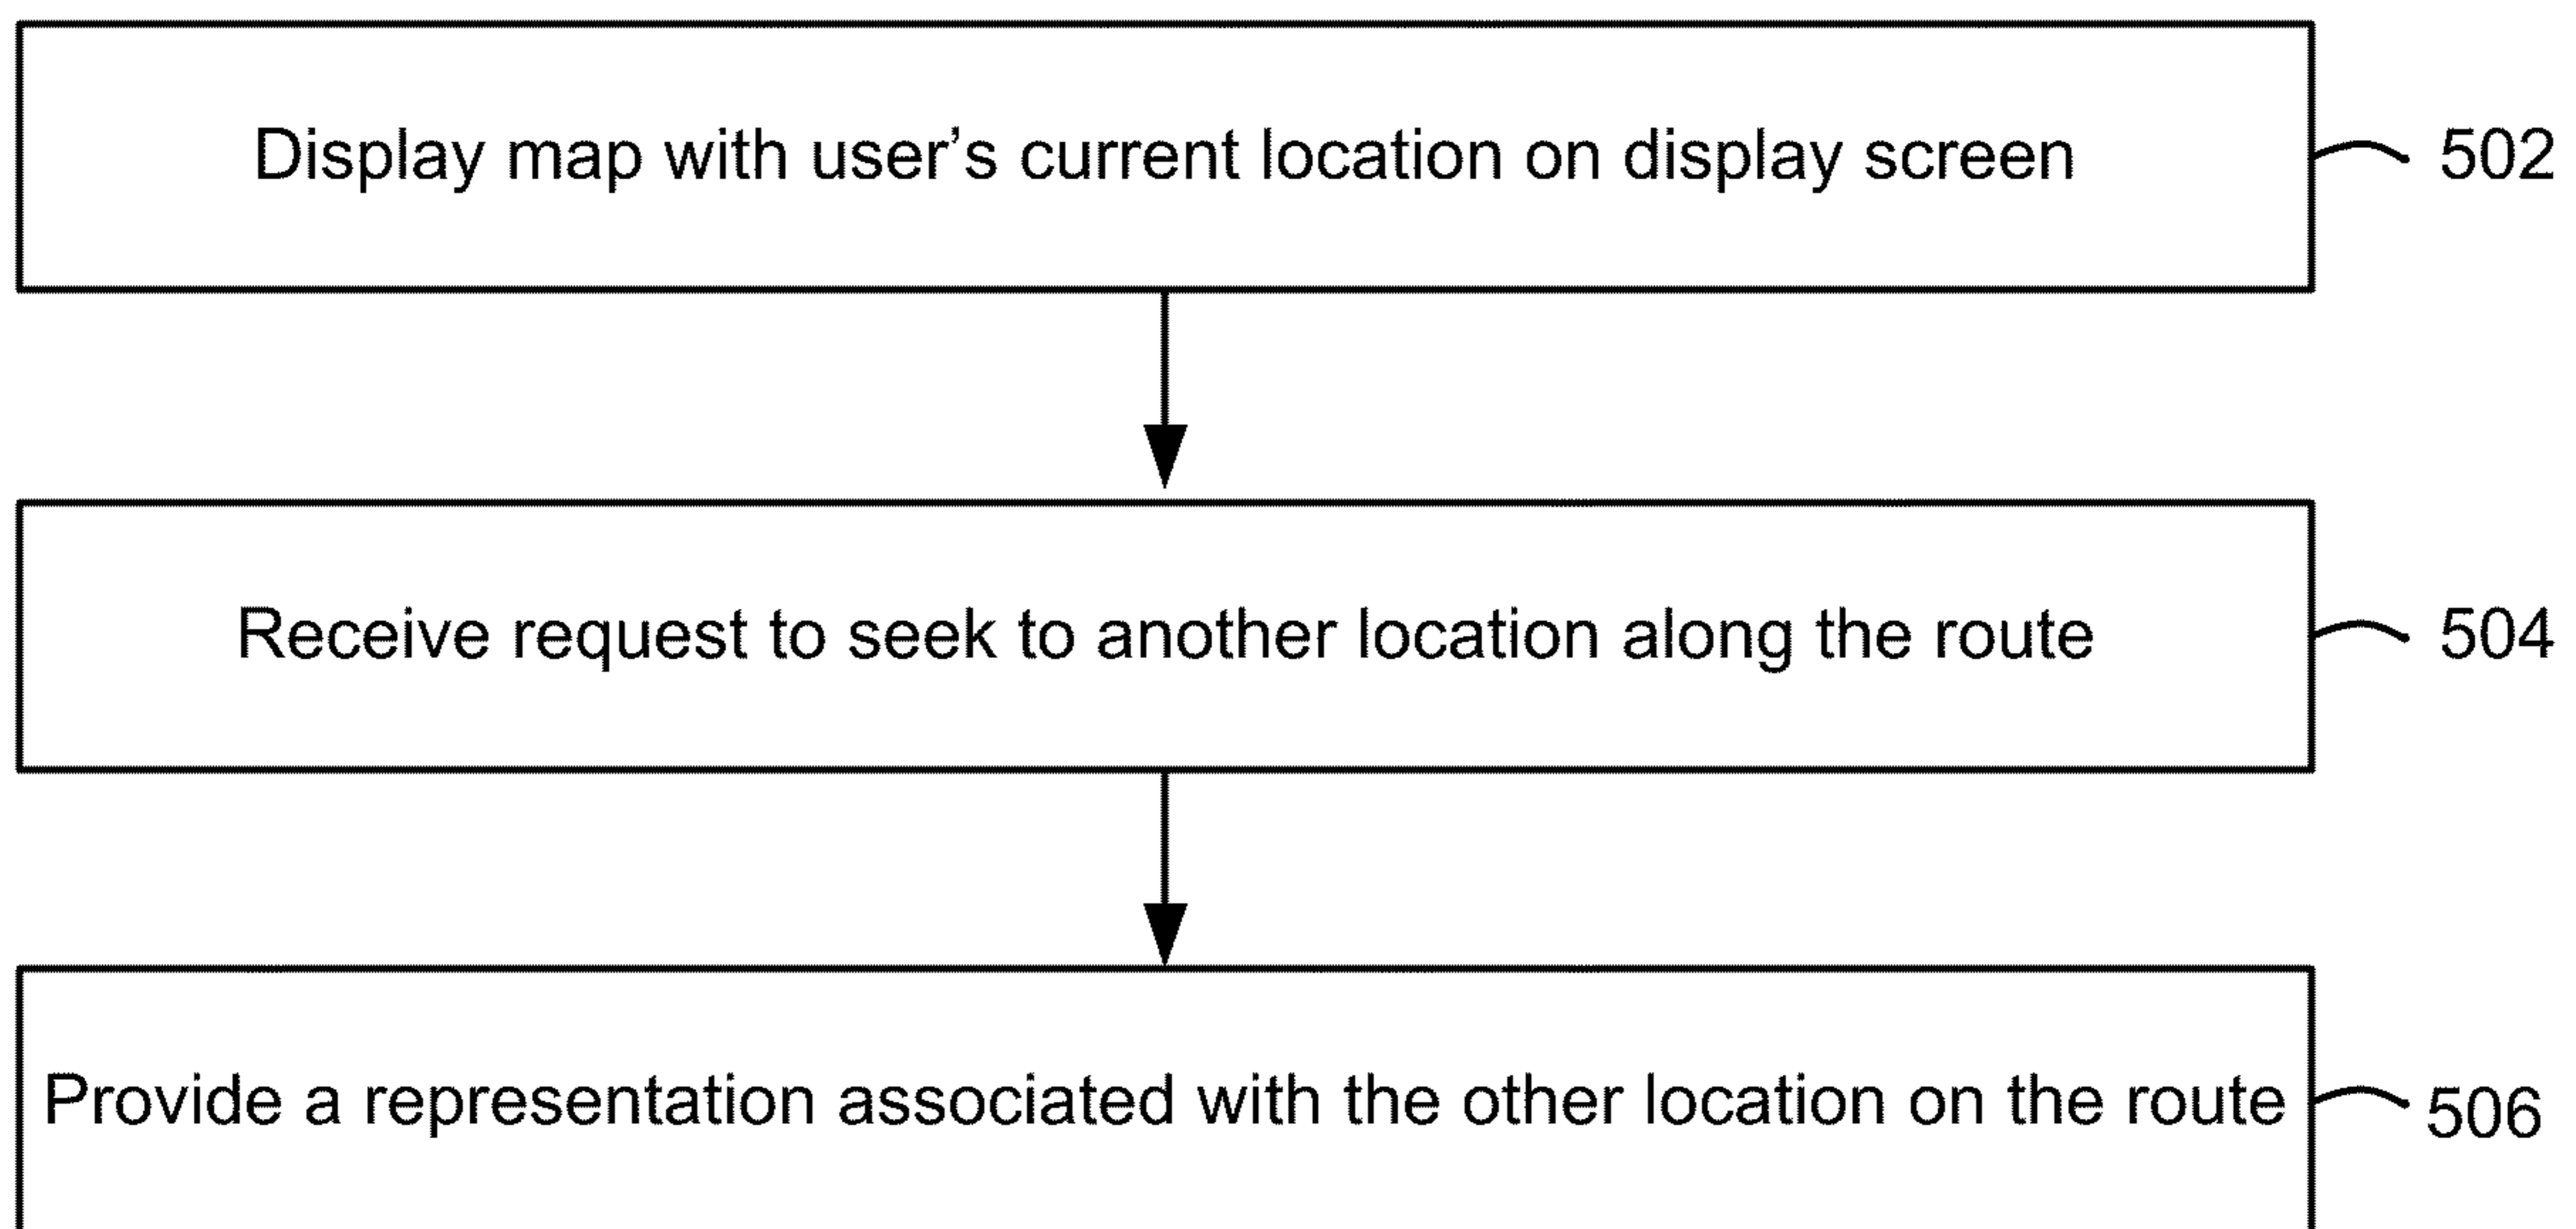 Display map with user’s current location on display screen
502
Receive request to seek to another location along the route
504
Provide a representation associated with the other location on the route
506